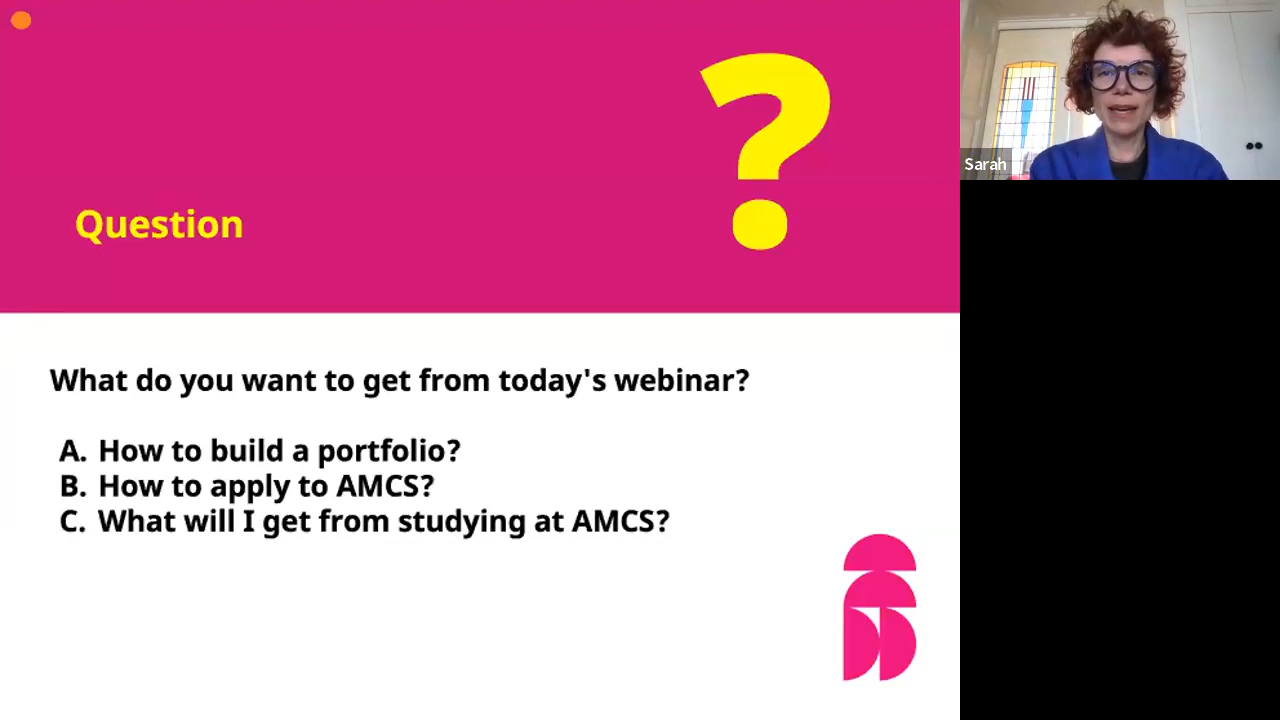 ?
Question
What do you want to get from today's webinar?
A. How to build a portfolio?
B. How to apply to AMCS?
C. What will I get from studying at AMCS?
Sarah